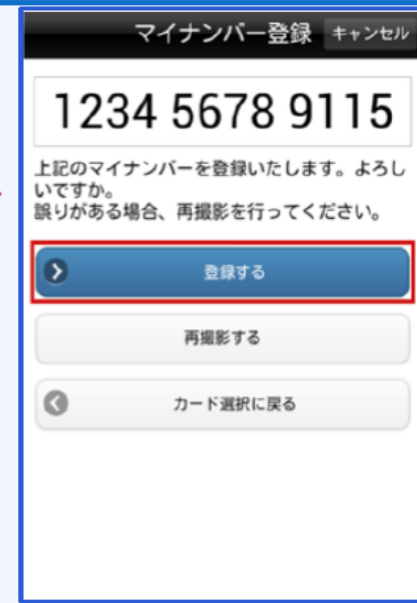 マイナンバー登録 キャンセル
1234 5678 9115
上記のマイナンバーを登録いたします。よろし
いですか。
誤りがある場合、再撮影を行ってください。
登録する
再撮影する
カード選択に戻る